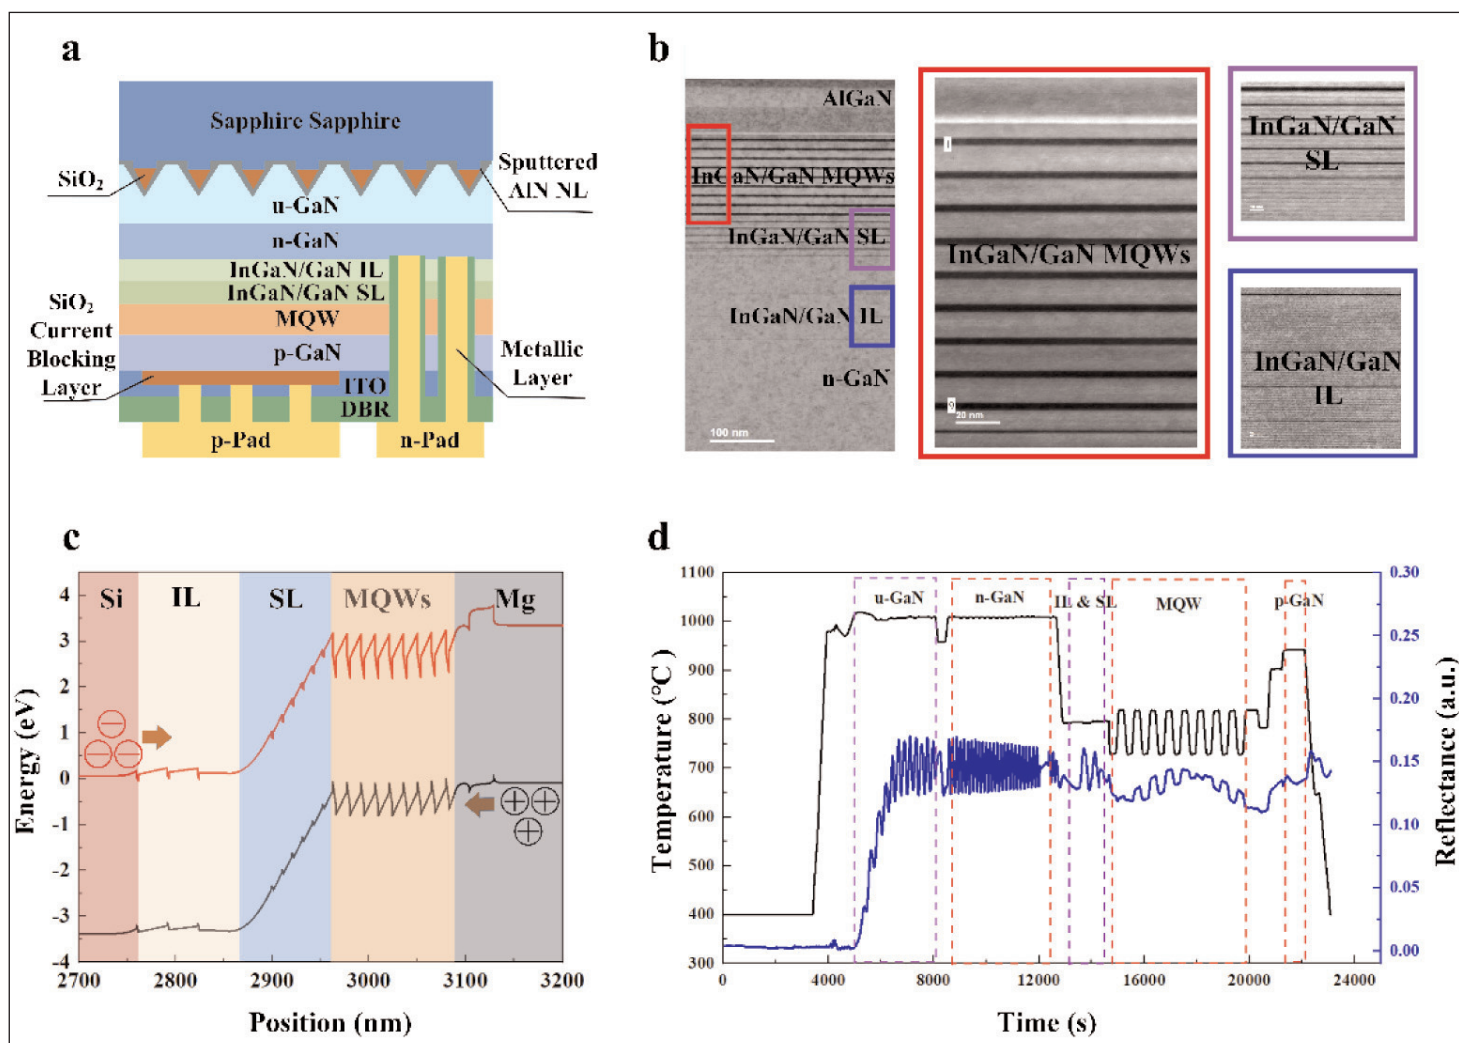 a
Sapphire Sapphire
SiO2
Sputtered
AlN NL
u-GaN
n-GaN
InGaN/GaN IL
InGaN/GaN SL
MQW
p-GaN
SiO2
Current
Blocking
Layer
Metallic
Layer
ITO
DBR
p-Pad
n-Pad
b
AlGaN
InGaN/GaN MQWs
InGaN/GaN SL
InGaN/GaN IL
n-GaN
100 nm
1
InGaN/GaN MQWs
9
20 nm
InGaN/GaN
SL
InGaN/GaN
IL
c
Si
IL
SL
MQWs
Mg
4
3
2
1
0
-1
-2
-3
-4
Energy (eV)
2700
2800
2900
3000
3100
3200
Position (nm)
d
u-GaN
n-GaN
IL & SL
MQW
p-GaN
1100
1000
900
800
700
600
500
400
300
Temperature (°C )
0.30
0.25
0.20
0.15
0.10
0.05
0.00
Reflectance (a.u.)
0
4000
8000
12000
16000
20000
24000
Time (s)